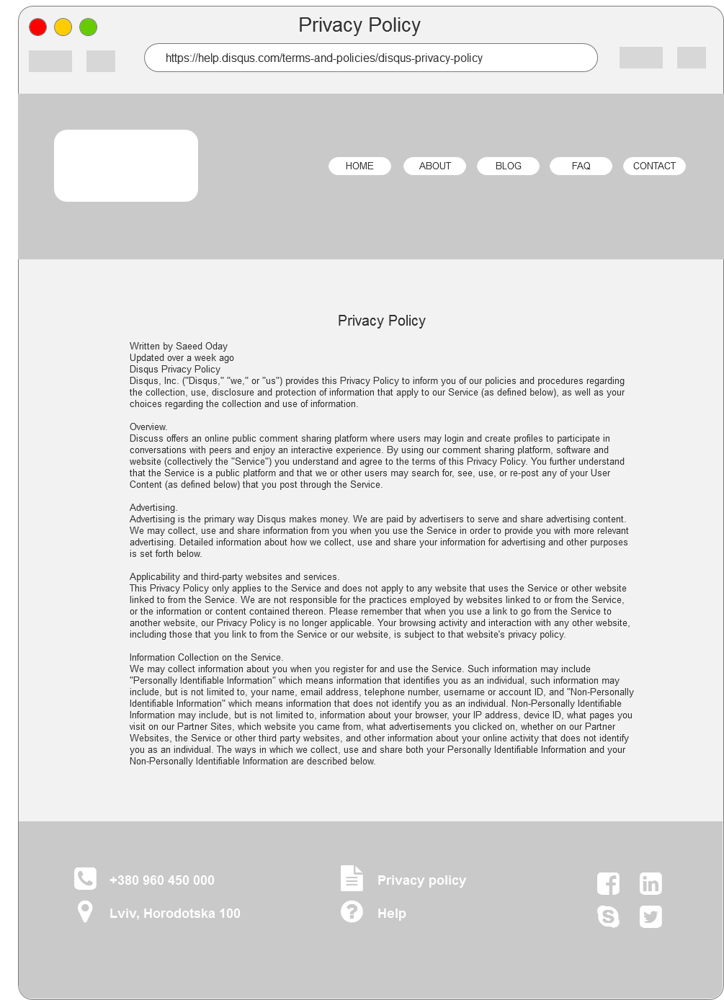 Privacy Policy
https://help.disqus.com/terms-and-policies/disqus-privacy-policy
HOME ABOUT BLOG FAQ CONTACT
Privacy Policy
Written by Saeed Oday
Updated over a week ago
Disqus Privacy Policy
Disqus, Inc. ("Disqus," "we," or "us") provides this Privacy Policy to inform you of our policies and procedures regarding
the collection, use, disclosure and protection of information that apply to our Service (as defined below), as well as your
choices regarding the collection and use of information.
Overview.
Discuss offers an online public comment sharing platform where users may login and create profiles to participate in
conversations with peers and enjoy an interactive experience. By using our comment sharing platform, software and
website (collectively the "Service") you understand and agree to the terms of this Privacy Policy. You further understand
that the Service is a public platform and that we or other users may search for, see, use, or re-post any of your User
Content (as defined below) that you post through the Service.
Advertising.
Advertising is the primary way Disqus makes money. We are paid by advertisers to serve and share advertising content.
We may collect, use and share information from you when you use the Service in order to provide you with more relevant
advertising. Detailed information about how we collect, use and share your information for advertising and other purposes
is set forth below.
Applicability and third-party websites and services.
This Privacy Policy only applies to the Service and does not apply to any website that uses the Service or other website
linked to from the Service. We are not responsible for the practices employed by websites linked to or from the Service,
or the information or content contained thereon. Please remember that when you use a link to go from the Service to
another website, our Privacy Policy is no longer applicable. Your browsing activity and interaction with any other website,
including those that you link to from the Service or our website, is subject to that website's privacy policy.
Information Collection on the Service.
We may collect information about you when you register for and use the Service. Such information may include
"Personally Identifiable Information" which means information that identifies you as an individual, such information may
include, but is not limited to, your name, email address, telephone number, username or account ID, and "Non-Personally
Identifiable Information" which means information that does not identify you as an individual. Non-Personally Identifiable
Information may include, but is not limited to, information about your browser, your IP address, device ID, what pages you
visit on our Partner Sites, which website you came from, what advertisements you clicked on, whether on our Partner
Websites, the Service or other third party websites, and other information about your online activity that does not identify
you as an individual. The ways in which we collect, use and share both your Personally Identifiable Information and your
Non-Personally Identifiable Information are described below.
+380 960 450 000
Lviv, Horodotska 100
Privacy policy
Help